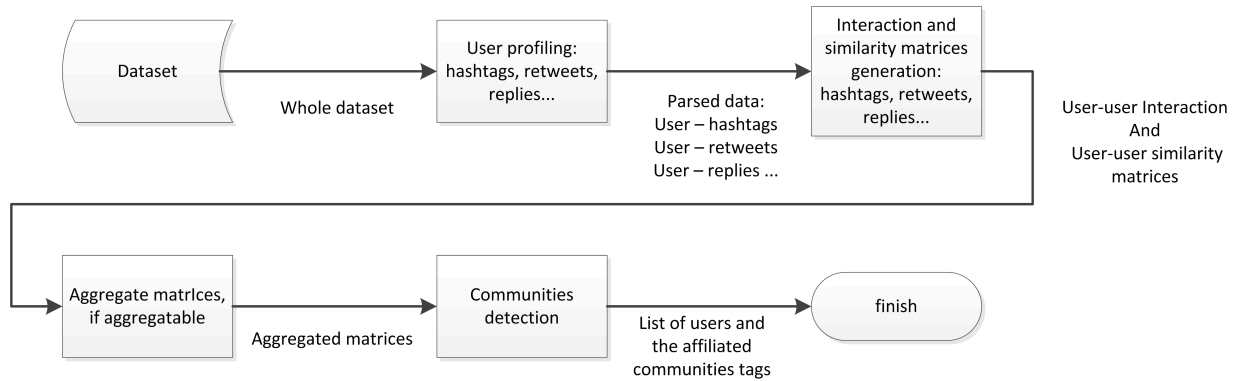 Dataset
Whole dataset
User profiling:
hashtags, retweets,
replies...
Parsed data:
User – hashtags
User – retweets
User – replies ...
Interaction and
similarity matrices
generation:
hashtags, retweets,
replies...
User-user Interaction
And
User-user similarity
matrices
Aggregate matrIces,
if aggregatable
Aggregated matrices
Communities
detection
List of users and
the affiliated
communities tags
finish